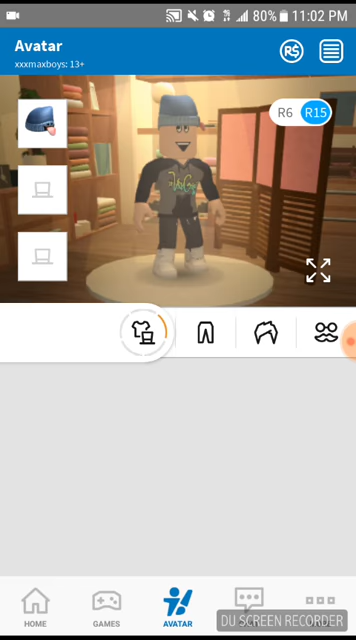 80% 11:02 PM
Avatar
xxxmaxboys: 13+
R$
R6 R15
HOME GAMES AVATAR
DU SCREEN RECORDER